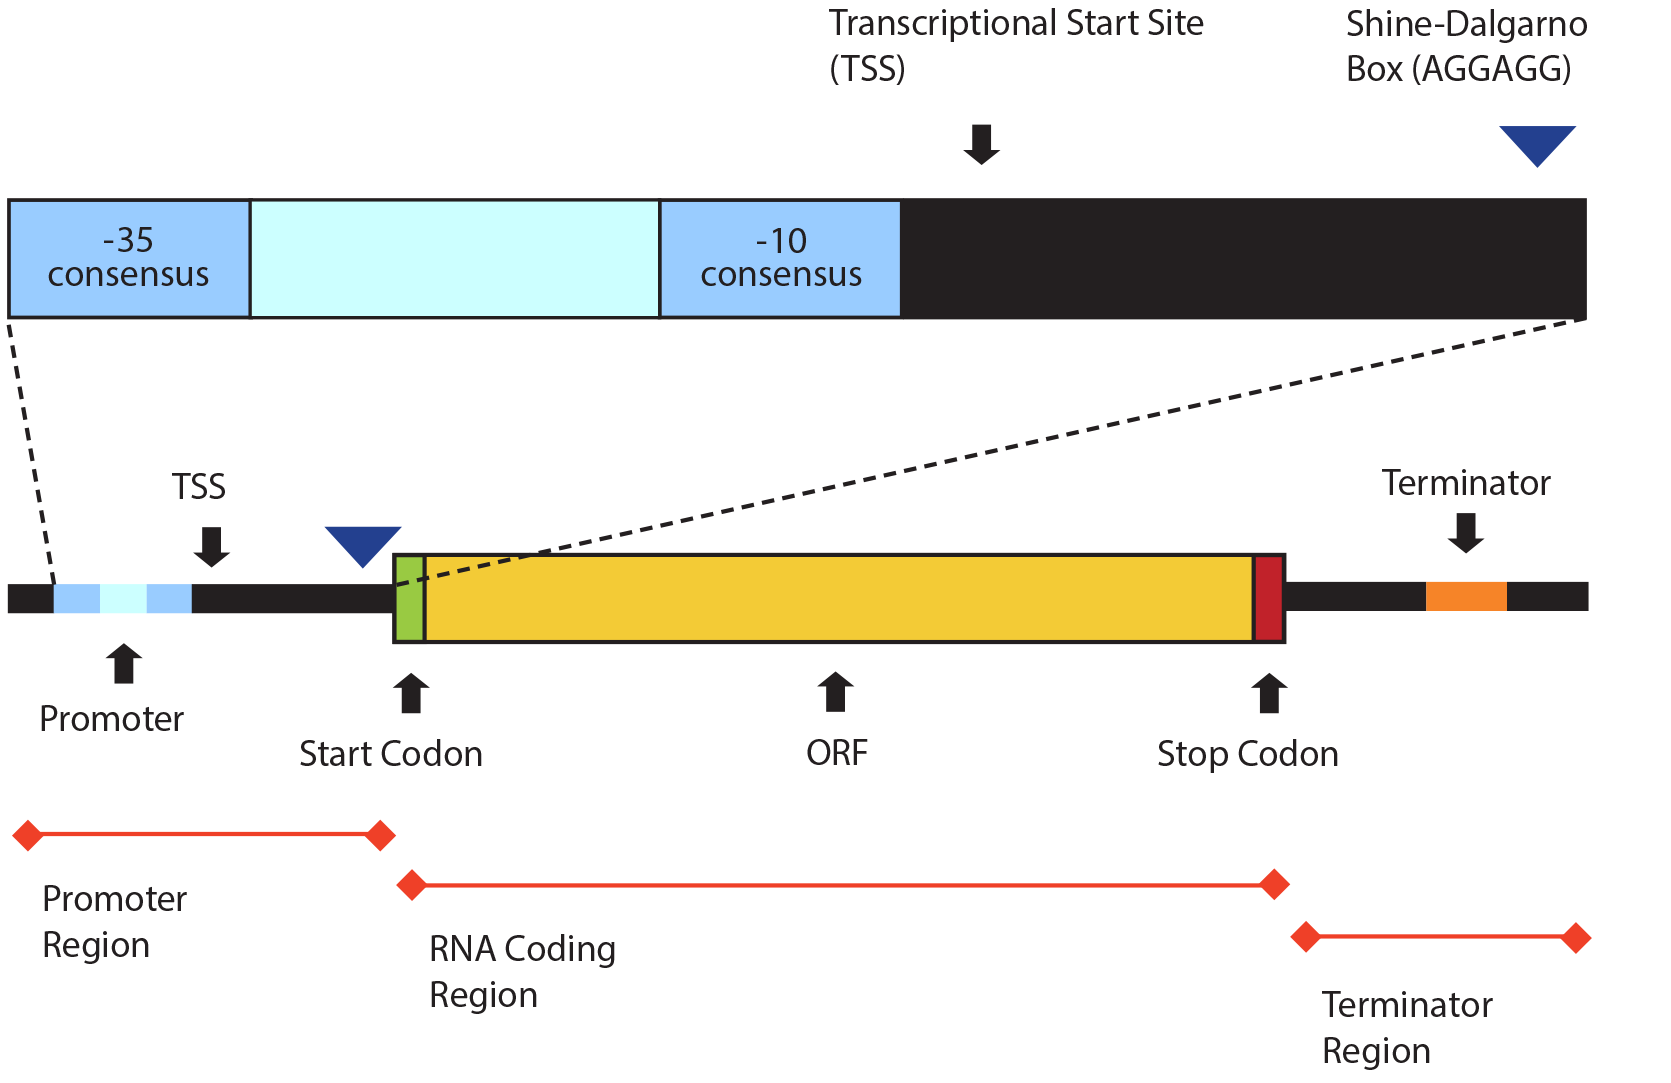 Transcriptional Start Site
(TSS)
Shine-Dalgarno
Box (AGGAGG)
-35
consensus
-10
consensus
TSS
Terminator
Promoter
Start Codon
ORF
Stop Codon
Promoter
Region
RNA Coding
Region
Terminator
Region